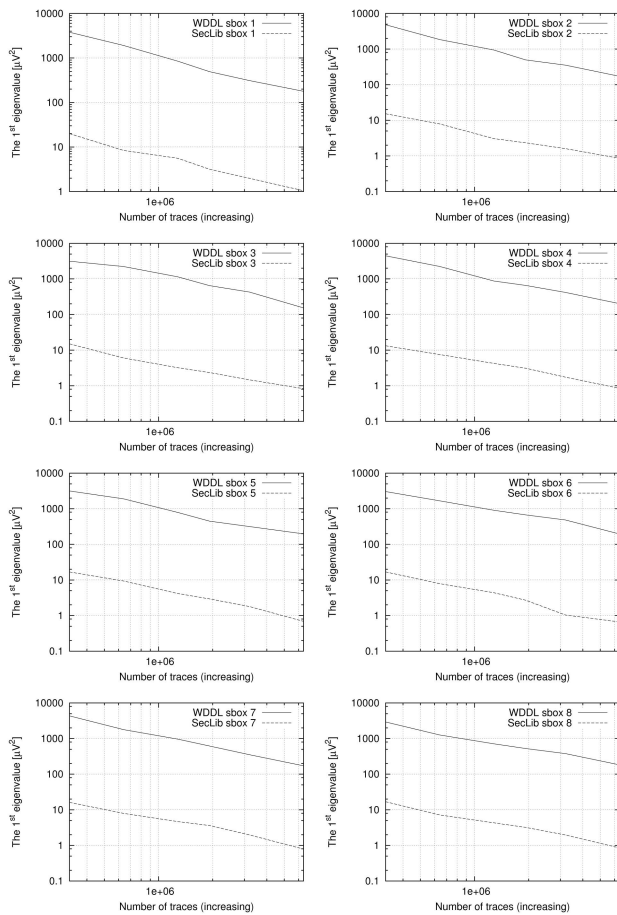 10000
1000
100
10
1
The 1st eigenvalue [μV2]
WDDL sbox 1
SecLib sbox 1
1e+06
Number of traces (increasing)
10000
1000
100
10
1
0.1
The 1st eigenvalue [μV2]
WDDL sbox 2
SecLib sbox 2
1e+06
Number of traces (increasing)
10000
1000
100
10
1
0.1
The 1st eigenvalue [μV2]
WDDL sbox 3
SecLib sbox 3
1e+06
Number of traces (increasing)
10000
1000
100
10
1
0.1
The 1st eigenvalue [μV2]
WDDL sbox 4
SecLib sbox 4
1e+06
Number of traces (increasing)
10000
1000
100
10
1
0.1
The 1st eigenvalue [μV2]
WDDL sbox 5
SecLib sbox 5
1e+06
Number of traces (increasing)
10000
1000
100
10
1
0.1
The 1st eigenvalue [μV2]
WDDL sbox 6
SecLib sbox 6
1e+06
Number of traces (increasing)
10000
1000
100
10
1
0.1
The 1st eigenvalue [μV2]
WDDL sbox 7
SecLib sbox 7
1e+06
Number of traces (increasing)
10000
1000
100
10
1
0.1
The 1st eigenvalue [μV2]
WDDL sbox 8
SecLib sbox 8
1e+06
Number of traces (increasing)